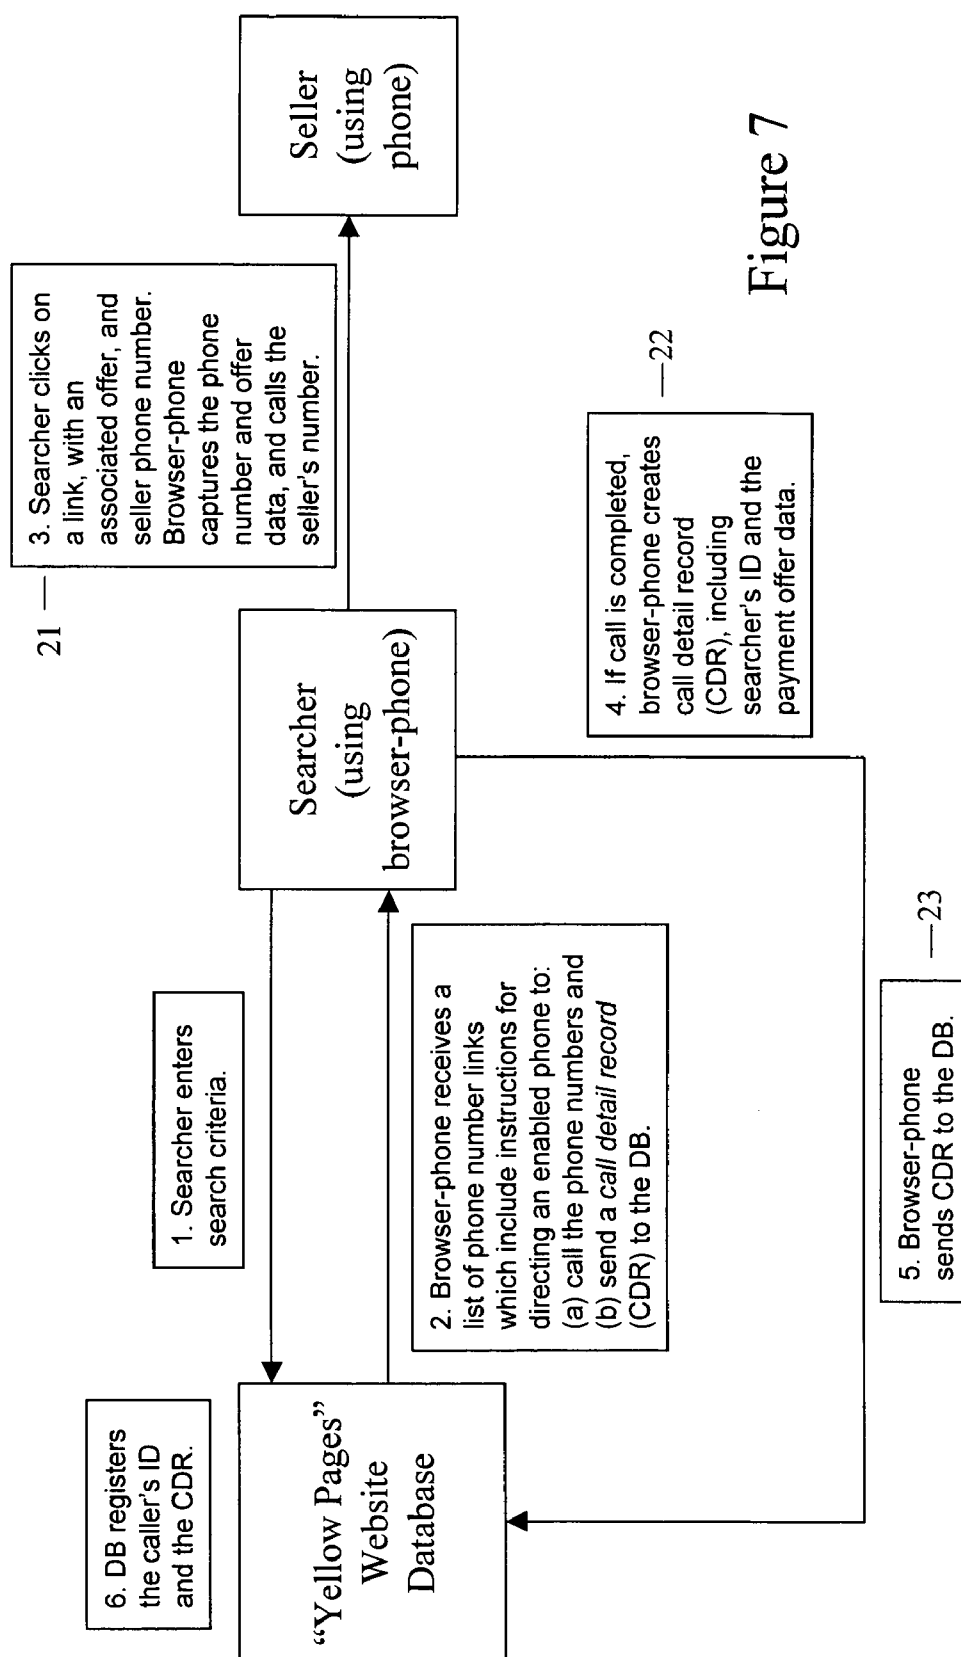 6. DB registers
the caller's ID
and the CDR.
"Yellow Pages"
Website
Database
1. Searcher enters
search criteria.
2. Browser-phone receives a
list of phone number links
which include instructions for
directing an enabled phone to:
(a) call the phone numbers and
(b) send a call detail record
(CDR) to the DB.
5. Browser-phone
sends CDR to the DB.
23
Searcher
(using
browser-phone)
21
3. Searcher clicks on
a link, with an
associated offer, and
seller phone number.
Browser-phone
captures the phone
number and offer
data, and calls the
seller's number.
4. If call is completed,
browser-phone creates
call detail record
(CDR), including
searcher's ID and the
payment offer data.
22
Seller
(using
phone)
Figure 7